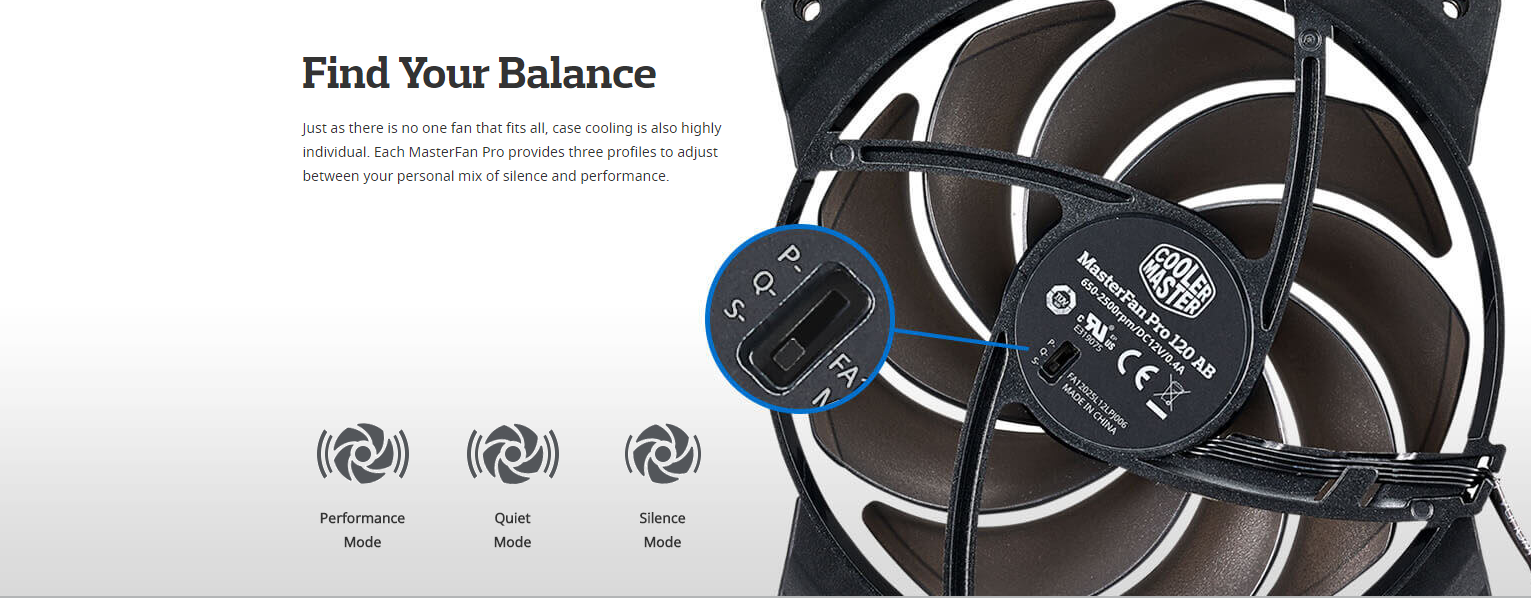 Find Your Balance
Just as there is no one fan that fits all, case cooling is also highly
individual. Each MasterFan Pro provides three profiles to adjust
between your personal mix of silence and performance.
P-
Q-
S-
FA
COOLER
MASTER
MasterFan Pro 120 AB
650-2500rpm/DC12V/0.4A
c US
E319075
CE
P-
Q-
S-
FA12025L12LPJ006
MADE IN CHINA
Performance
Mode
Quiet
Mode
Silence
Mode